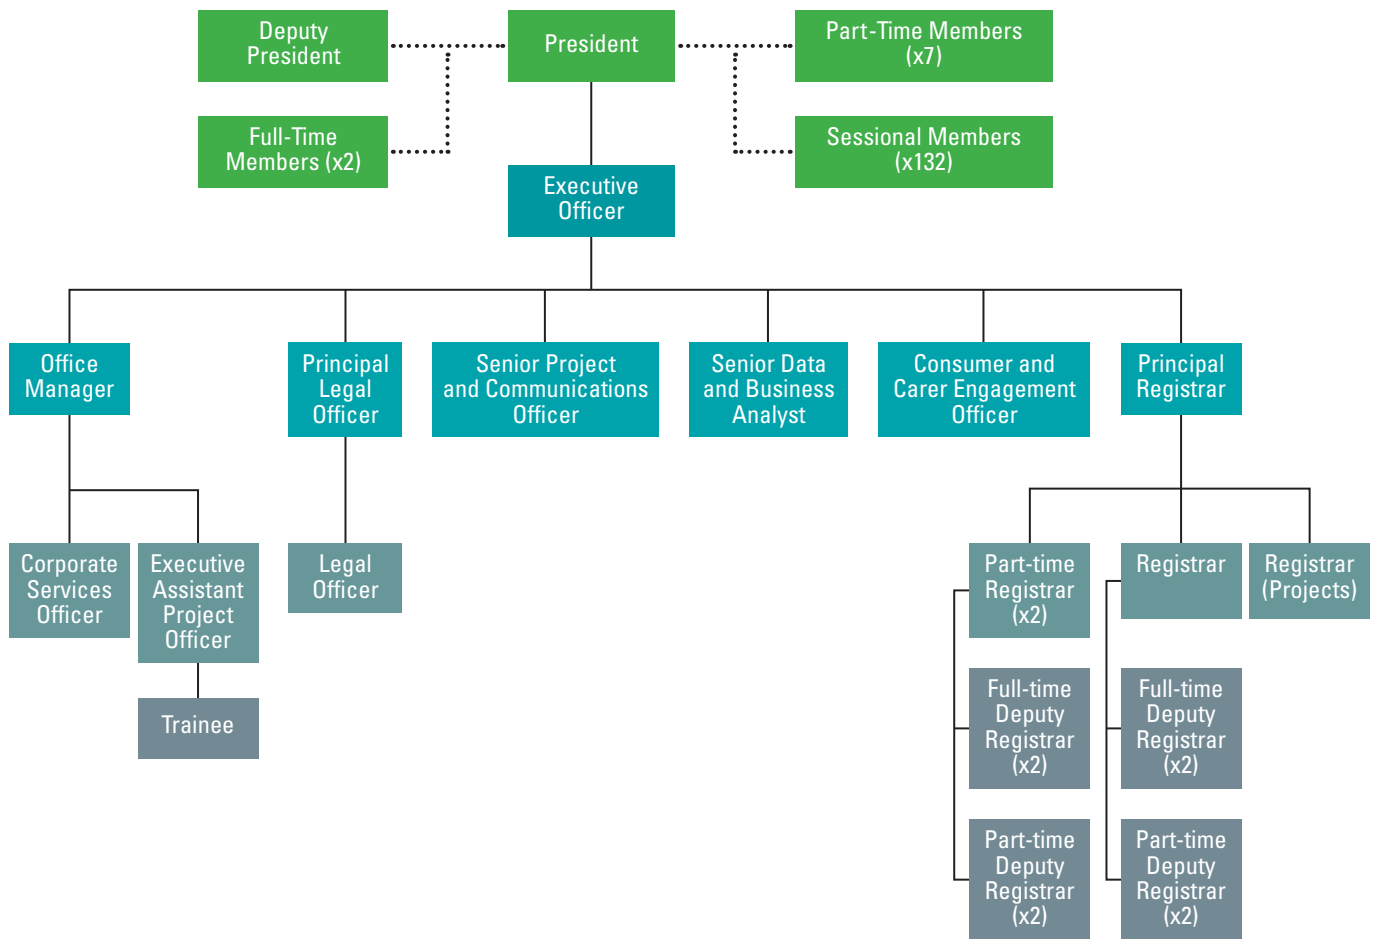 Deputy
President
President
Part-Time Members
(x7)
Full-Time
Members (x2)
Sessional Members
(x132)
Executive
Officer
Office
Manager
Principal
Legal
Officer
Senior Project
and Communications
Officer
Senior Data
and Business
Analyst
Consumer and
Carer Engagement
Officer
Principal
Registrar
Corporate
Services
Officer
Executive
Assistant
Project
Officer
Legal
Officer
Part-time
Registrar
(x2)
Registrar
Registrar
(Projects)
Trainee
Full-time
Deputy
Registrar
(x2)
Full-time
Deputy
Registrar
(x2)
Part-time
Deputy
Registrar
(x2)
Part-time
Deputy
Registrar
(x2)